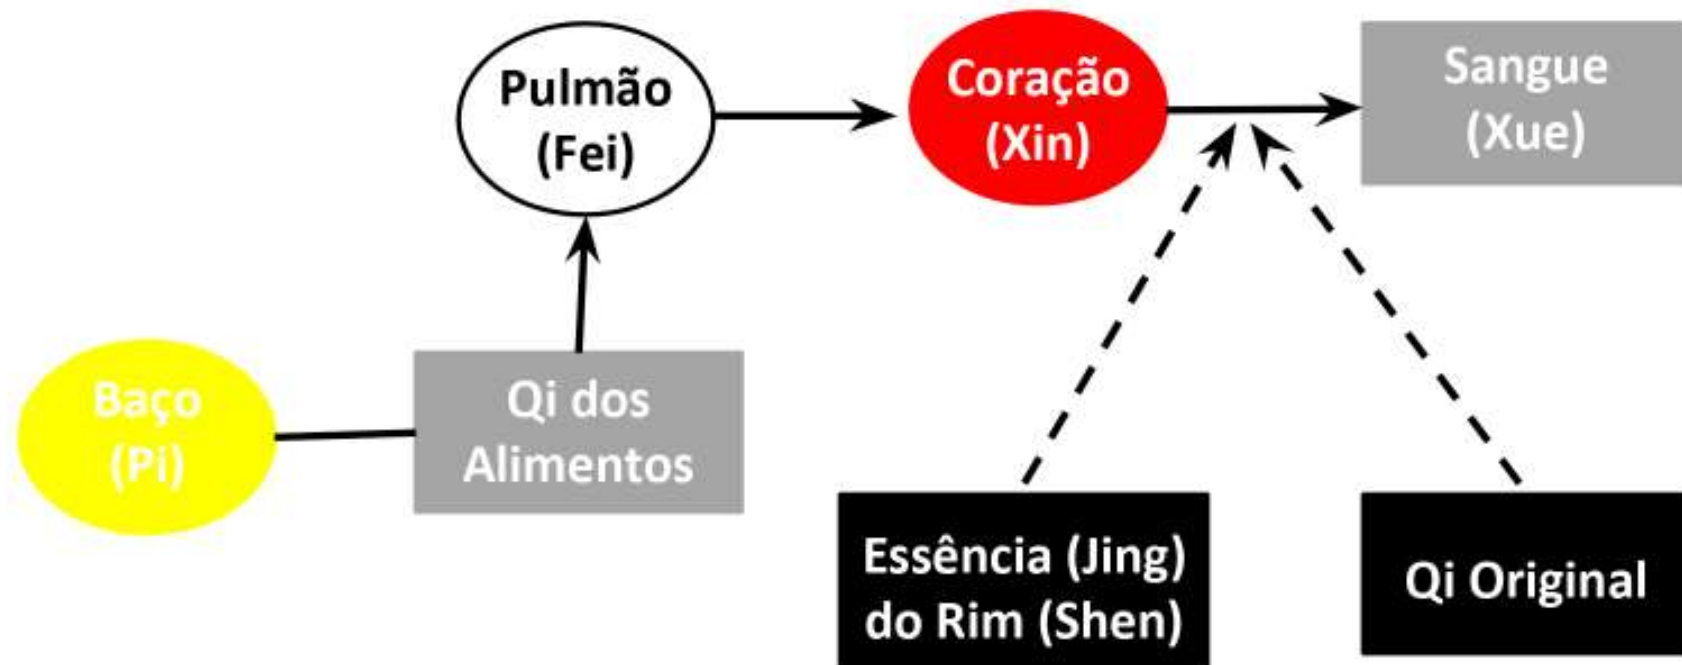 Pulmão
(Fei)
Coração
(Xin)
Sangue
(Xue)
Baço
(Pi)
Qi dos
Alimentos
Essência (Jing)
do Rim (Shen)
Qi Original